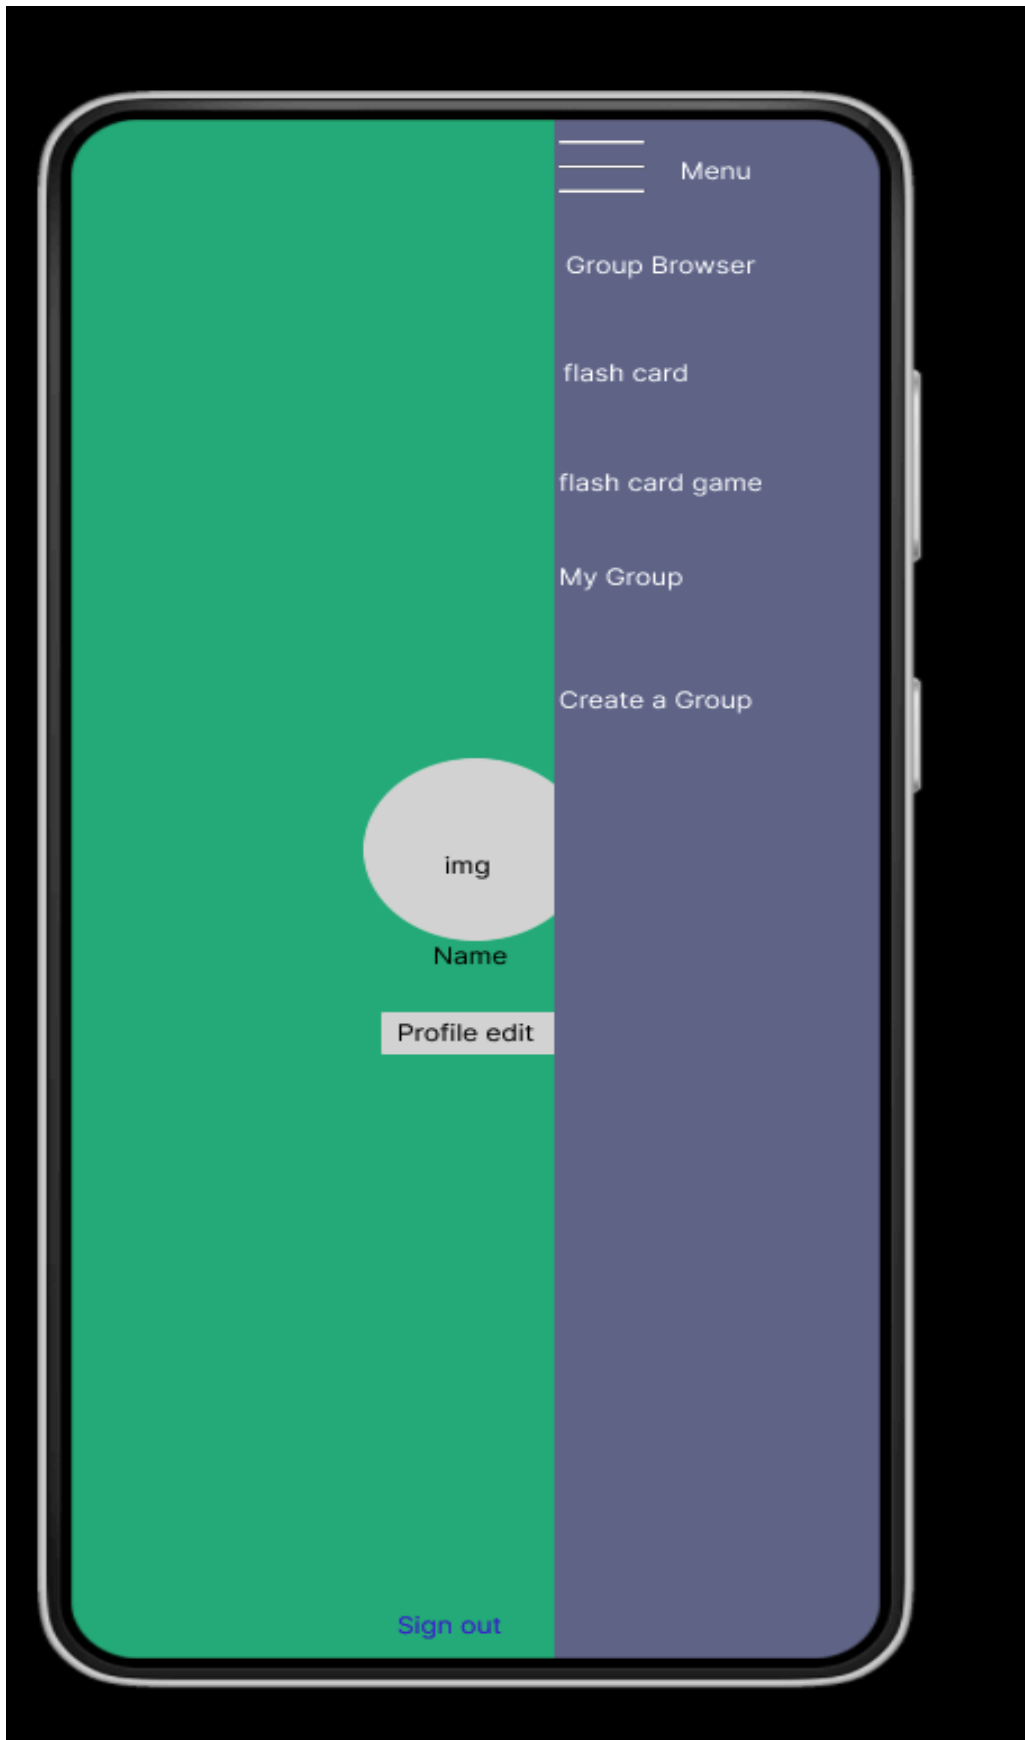 Menu
Group Browser
flash card
flash card game
My Group
Create a Group
img
Name
Profile edit
Sign out